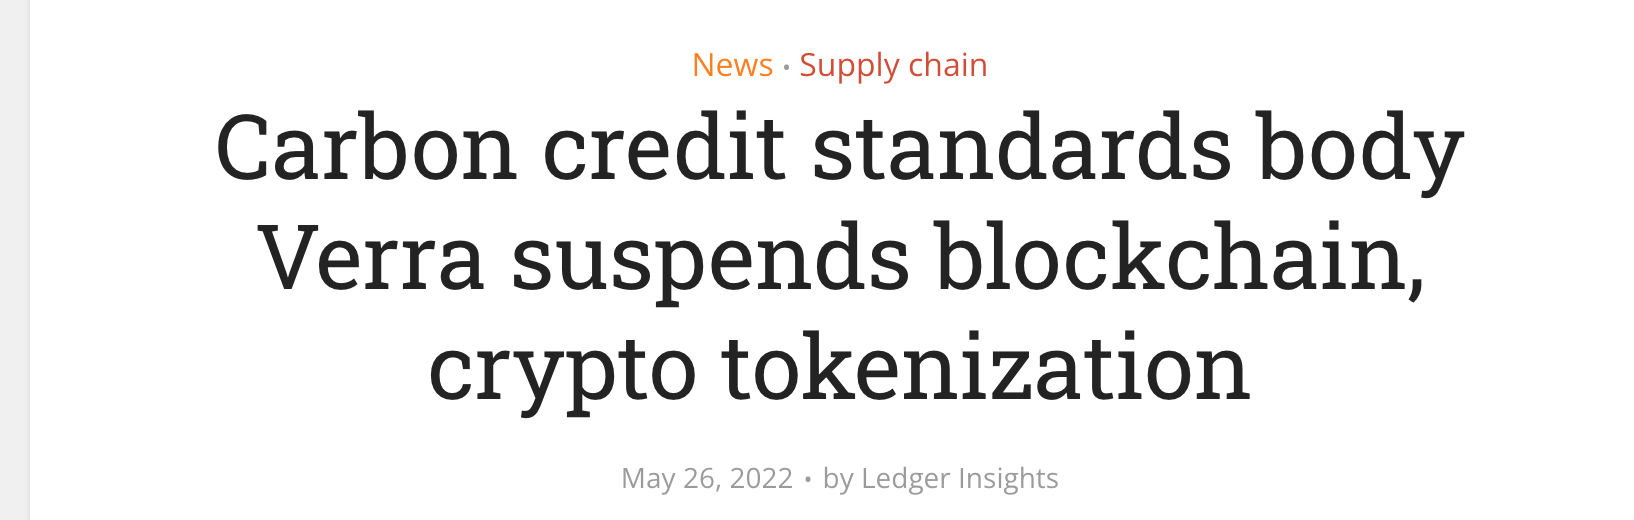 News • Supply chain
Carbon credit standards body
Verra suspends blockchain,
crypto tokenization
May 26, 2022 • by Ledger Insights